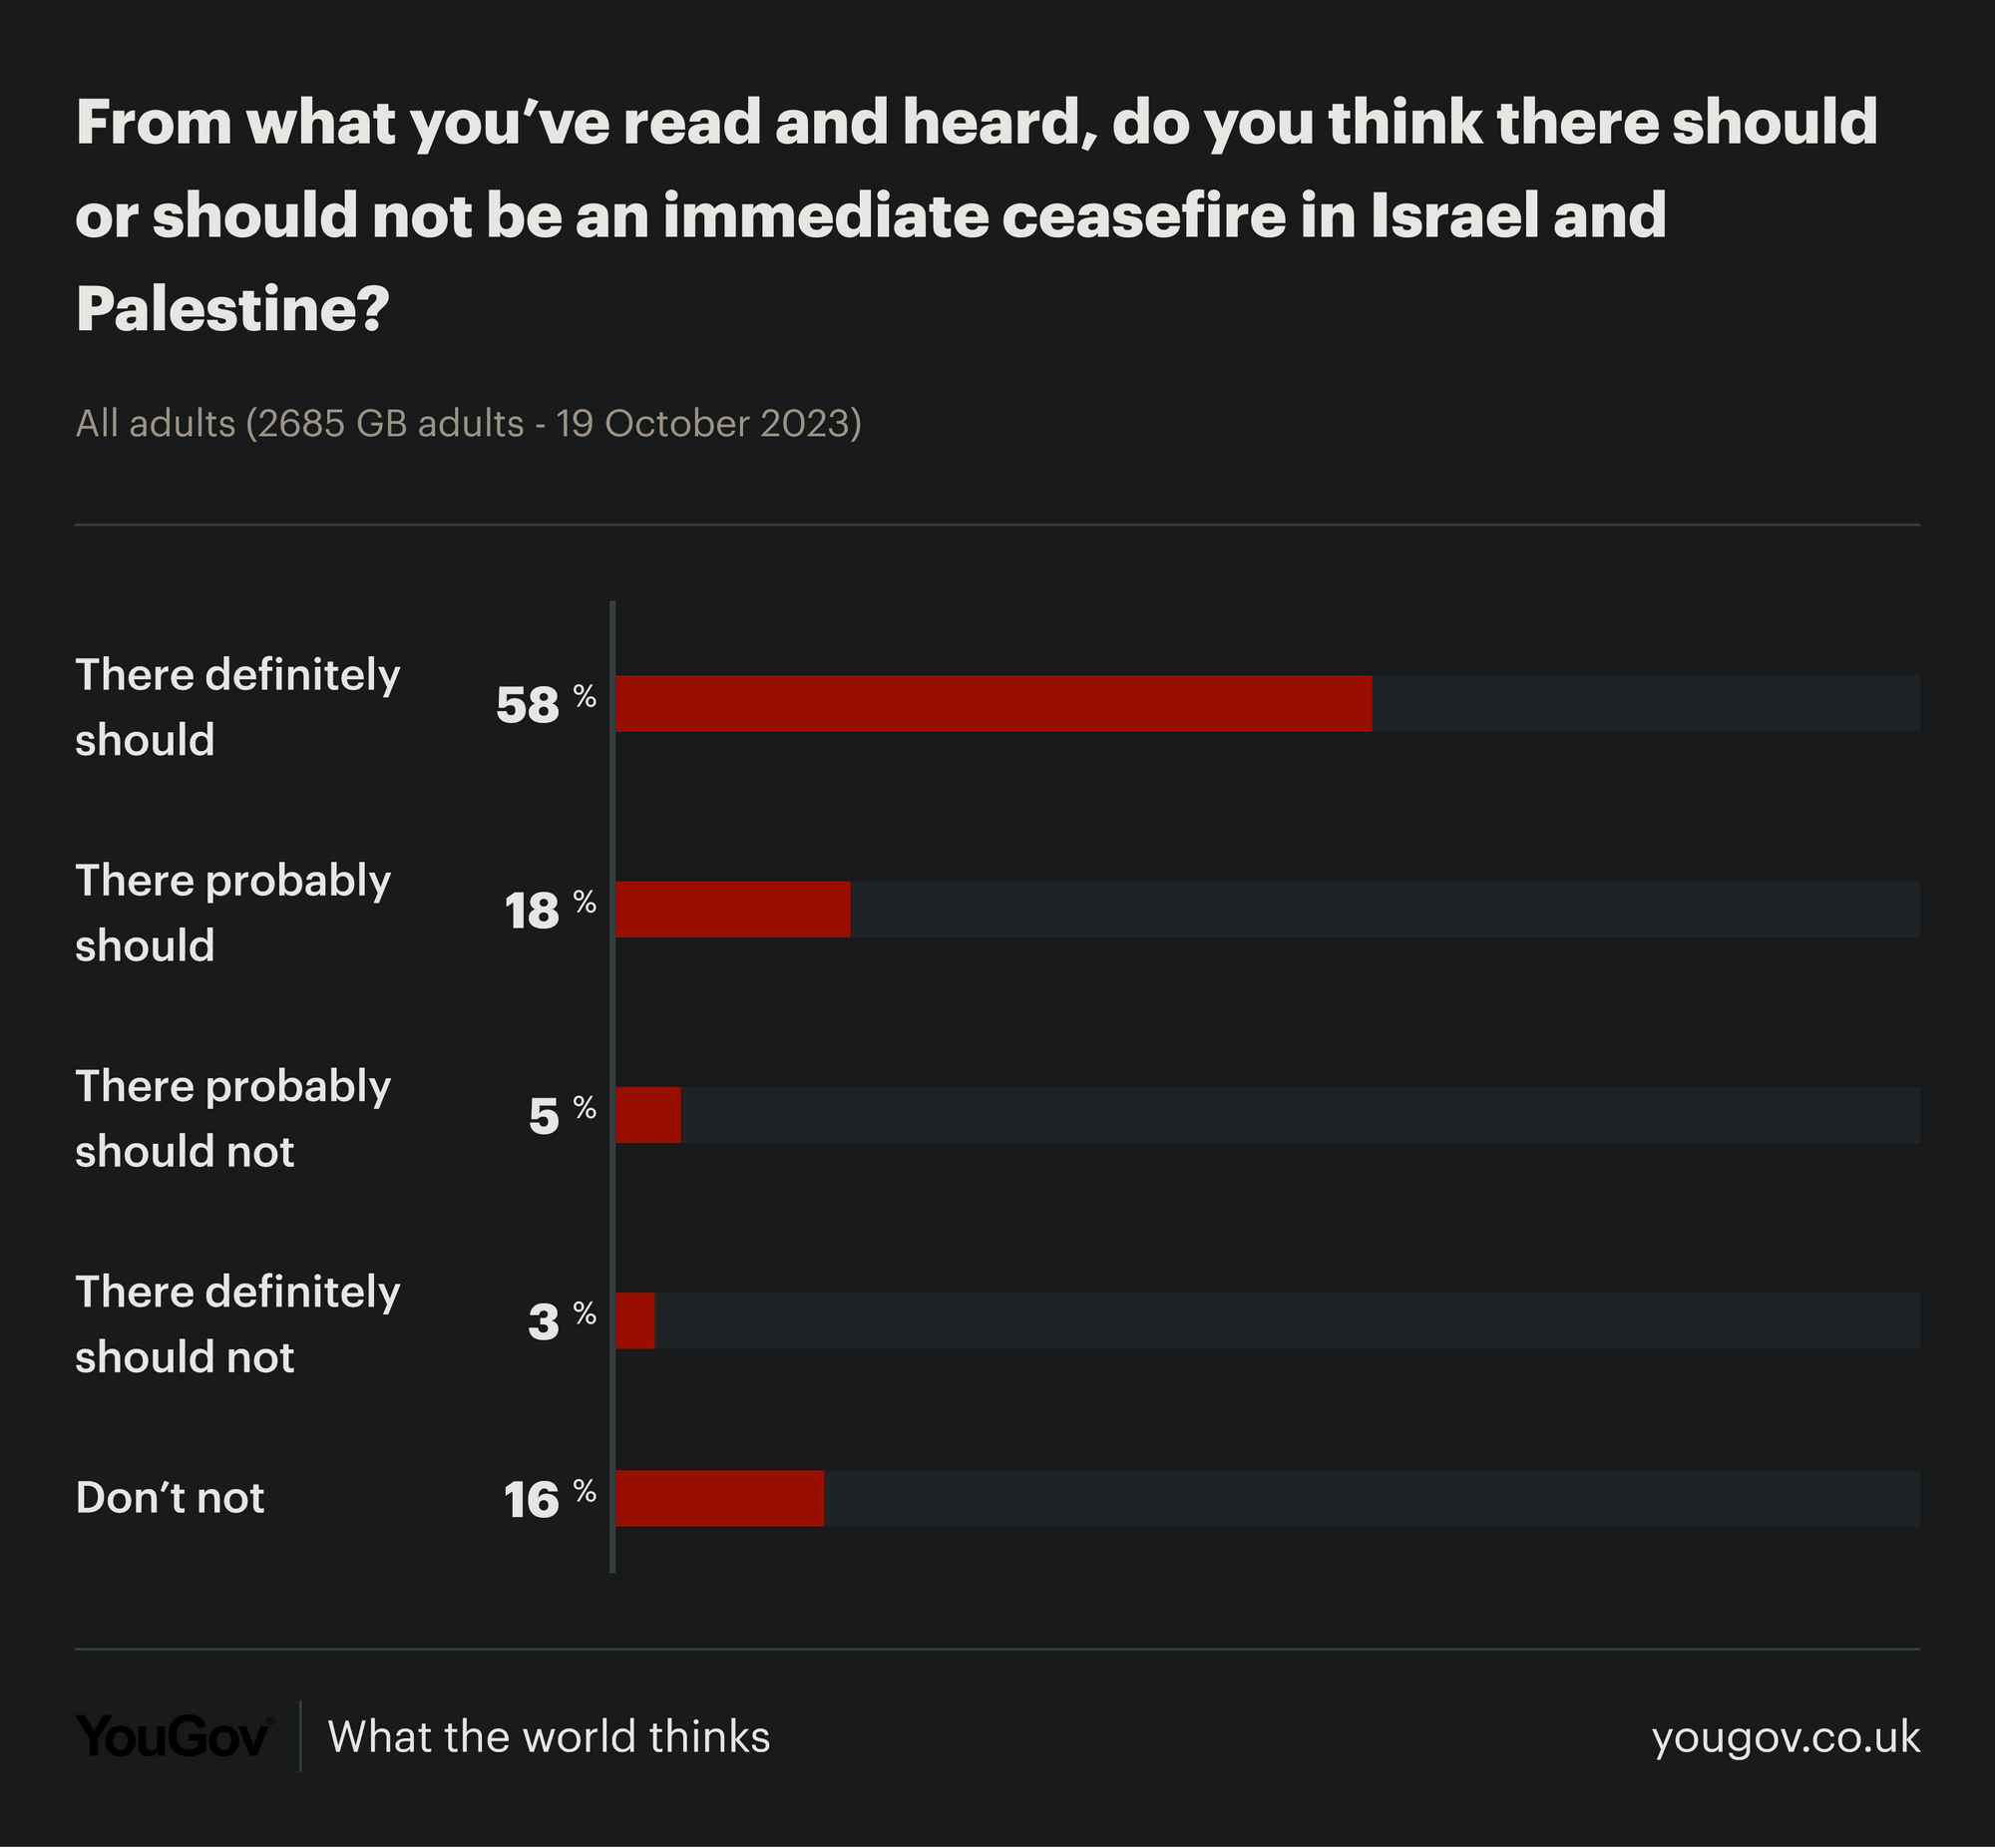 From what you've read and heard, do you think there should
or should not be an immediate ceasefire in Israel and
Palestine?
All adults (2685 GB adults - 19 October 2023)
There definitely
should
58 %
There probably
should
18 %
There probably
should not
5 %
There definitely
should not
3 %
Don't not
16 %
YouGov®
What the world thinks
yougov.co.uk